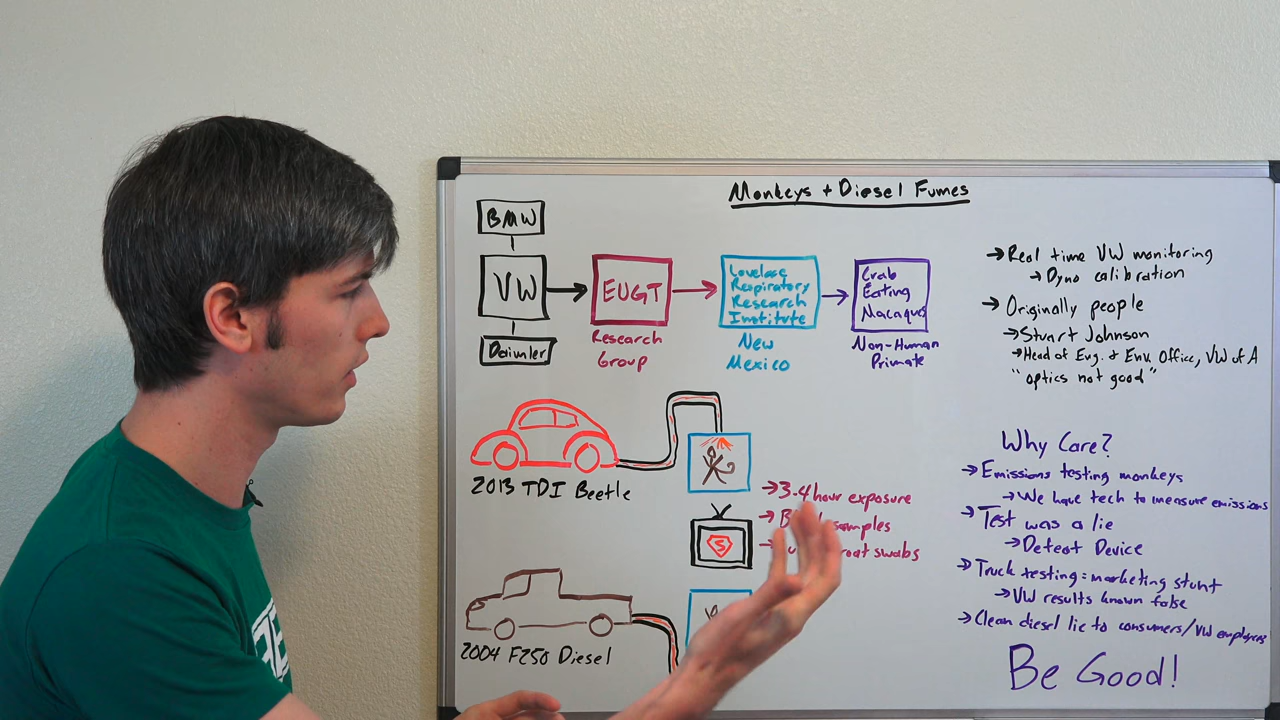 Monkeys + Diesel Fumes
BMW
VW
Daimler
EUGT
Research
Group
Lovelace
Respiratory
Research
Institute
New
Mexico
Crab
Eating
Macaque
Non-Human
Primate
→ Real time VW monitoring
→ Dyno calibration
→ Originally people
→ Stuart Johnson
→ Head of Eng. & Env. Office, VW of A
"optics not good"
2013 TDI Beetle
→ 3-4 hour exposure
→ samples
→ swabs
S
2004 F250 Diesel
Why Care?
→ Emissions testing monkeys
→ We have tech to measure emissions
→ Test was a lie
→ Defeat Device
→ Truck testing = marketing stunt
→ VW results known false
→ Clean diesel lie to consumers/VW employees
Be Good!